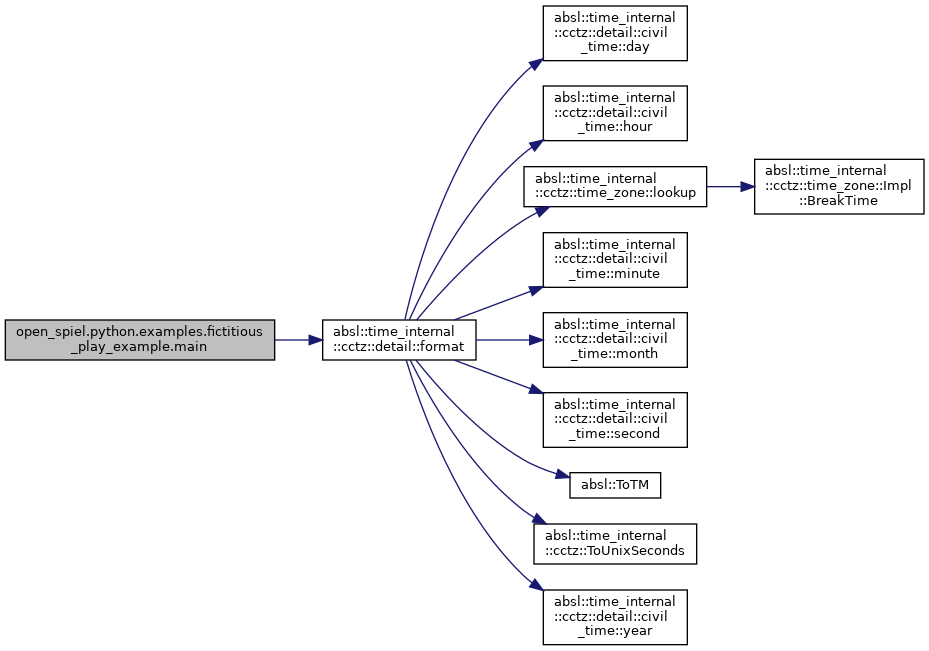 absl::time_internal
::cctz::detail::civil
_time::day
absl::time_internal
::cctz::detail::civil
_time::hour
absl::time_internal
::cctz::time_zone::lookup
absl::time_internal
::cctz::time_zone::Impl
::BreakTime
absl::time_internal
::cctz::detail::civil
_time::minute
open_spiel.python.examples.fictitious
_play_example.main
absl::time_internal
::cctz::detail::format
absl::time_internal
::cctz::detail::civil
_time::month
absl::time_internal
::cctz::detail::civil
_time::second
absl::ToTM
absl::time_internal
::cctz::ToUnixSeconds
absl::time_internal
::cctz::detail::civil
_time::year